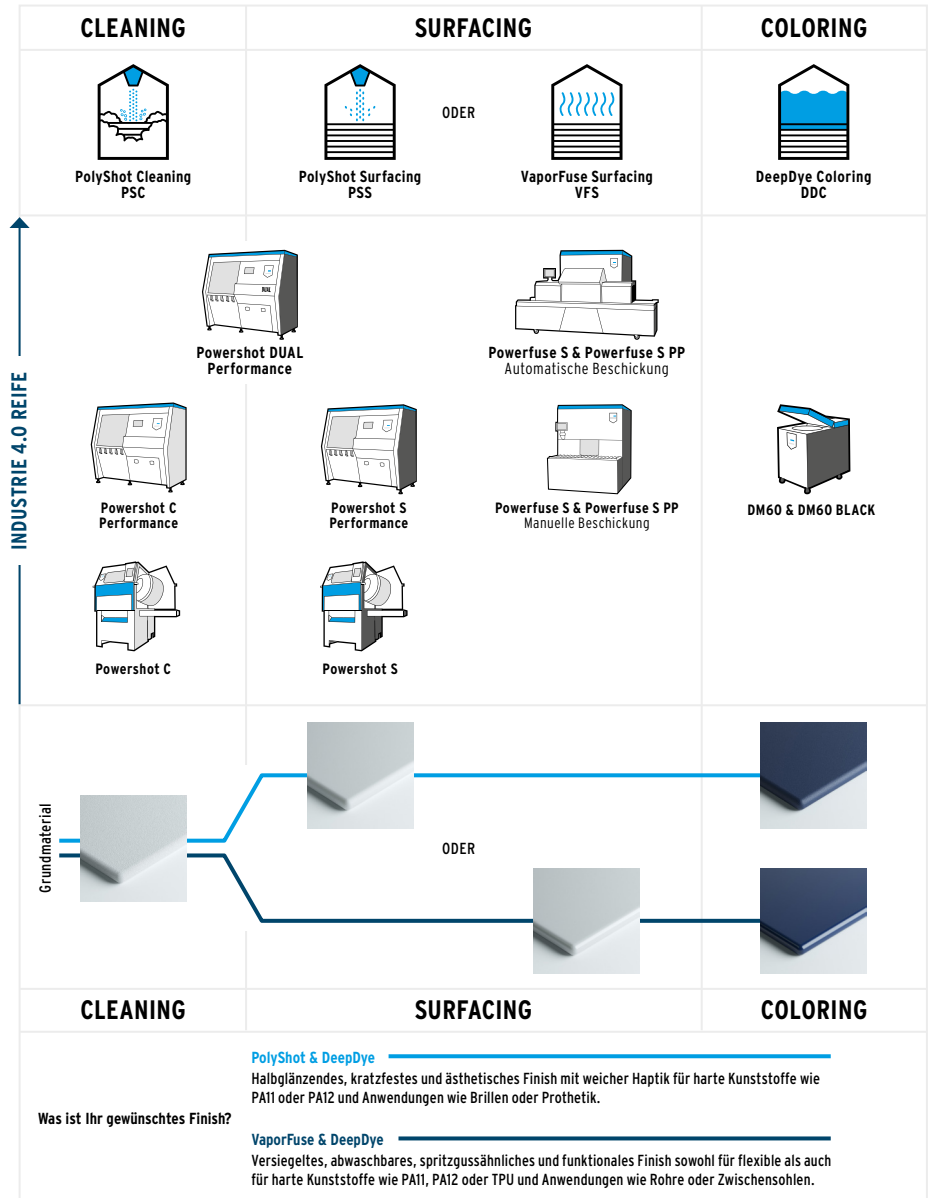 CLEANING
SURFACING
COLORING
ODER
PolyShot Cleaning
PSC
PolyShot Surfacing
PSS
VaporFuse Surfacing
VFS
DeepDye Coloring
DDC
INDUSTRIE 4.0 REIFE
DUAL
Powershot DUAL
Performance
Powerfuse S & Powerfuse S PP
Automatische Beschickung
Powershot C
Performance
Powershot S
Performance
Powerfuse S & Powerfuse S PP
Manuelle Beschickung
DM60 & DM60 BLACK
Powershot C
Powershot S
Grundmaterial
ODER
CLEANING
SURFACING
COLORING
Was ist Ihr gewünschtes Finish?
PolyShot & DeepDye
Halbglänzendes, kratzfestes und ästhetisches Finish mit weicher Haptik für harte Kunststoffe wie
PA11 oder PA12 und Anwendungen wie Brillen oder Prothetik.
VaporFuse & DeepDye
Versiegeltes, abwaschbares, spritzgussähnliches und funktionales Finish sowohl für flexible als auch
für harte Kunststoffe wie PA11, PA12 oder TPU und Anwendungen wie Rohre oder Zwischensohlen.